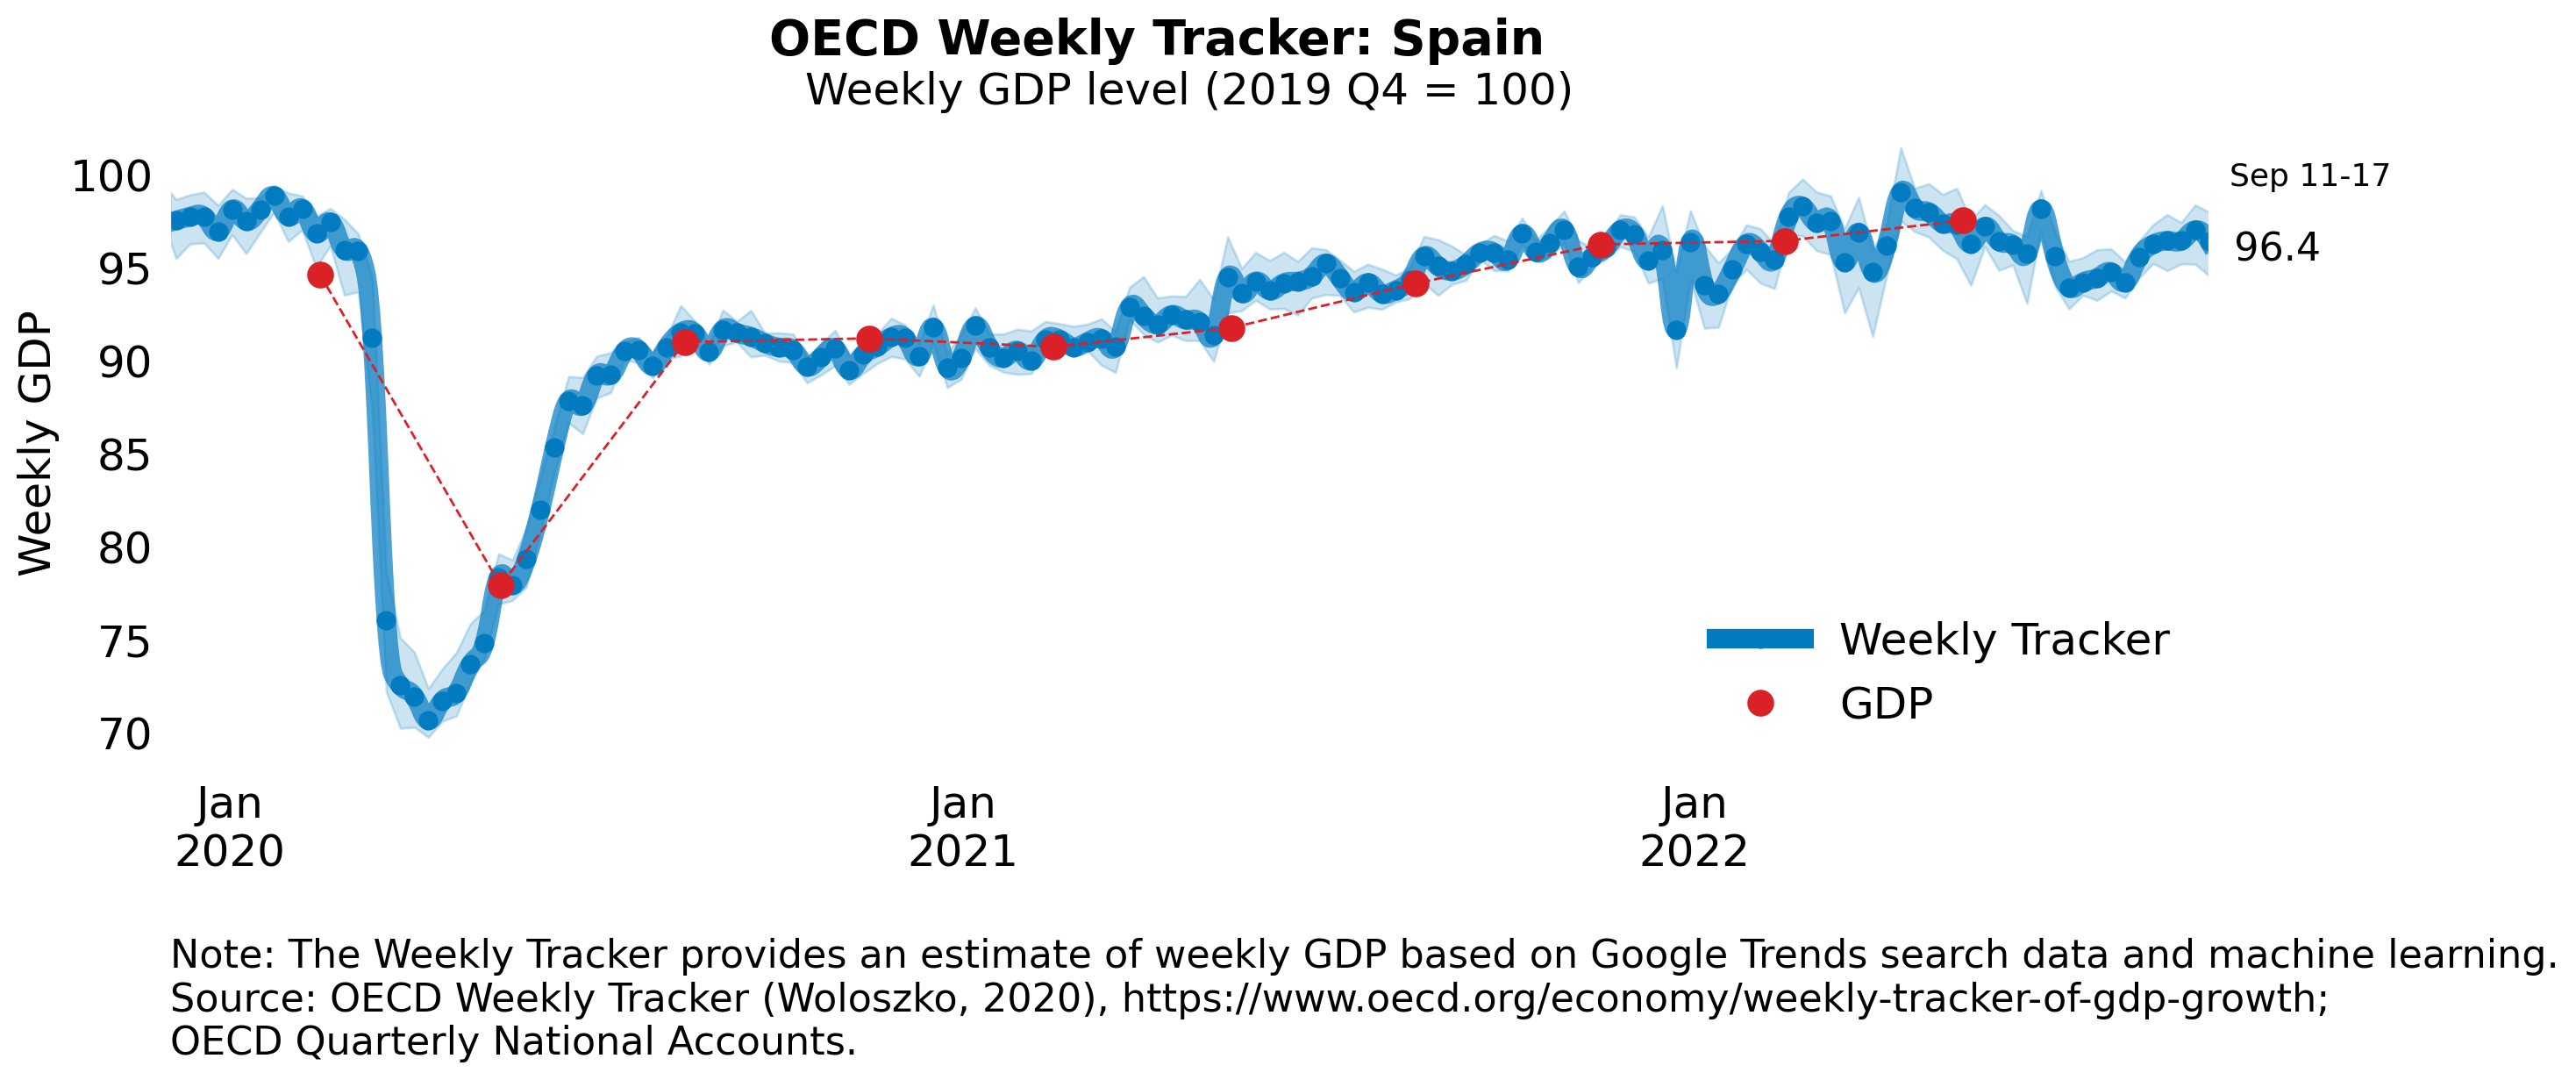 OECD Weekly Tracker: Spain
Weekly GDP level (2019 Q4 = 100)
Weekly GDP
100
95
90
85
80
75
70
Sep 11-17
96.4
Weekly Tracker
GDP
Jan
2020
Jan
2021
Jan
2022
Note: The Weekly Tracker provides an estimate of weekly GDP based on Google Trends search data and machine learning.
Source: OECD Weekly Tracker (Woloszko, 2020), https://www.oecd.org/economy/weekly-tracker-of-gdp-growth;
OECD Quarterly National Accounts.